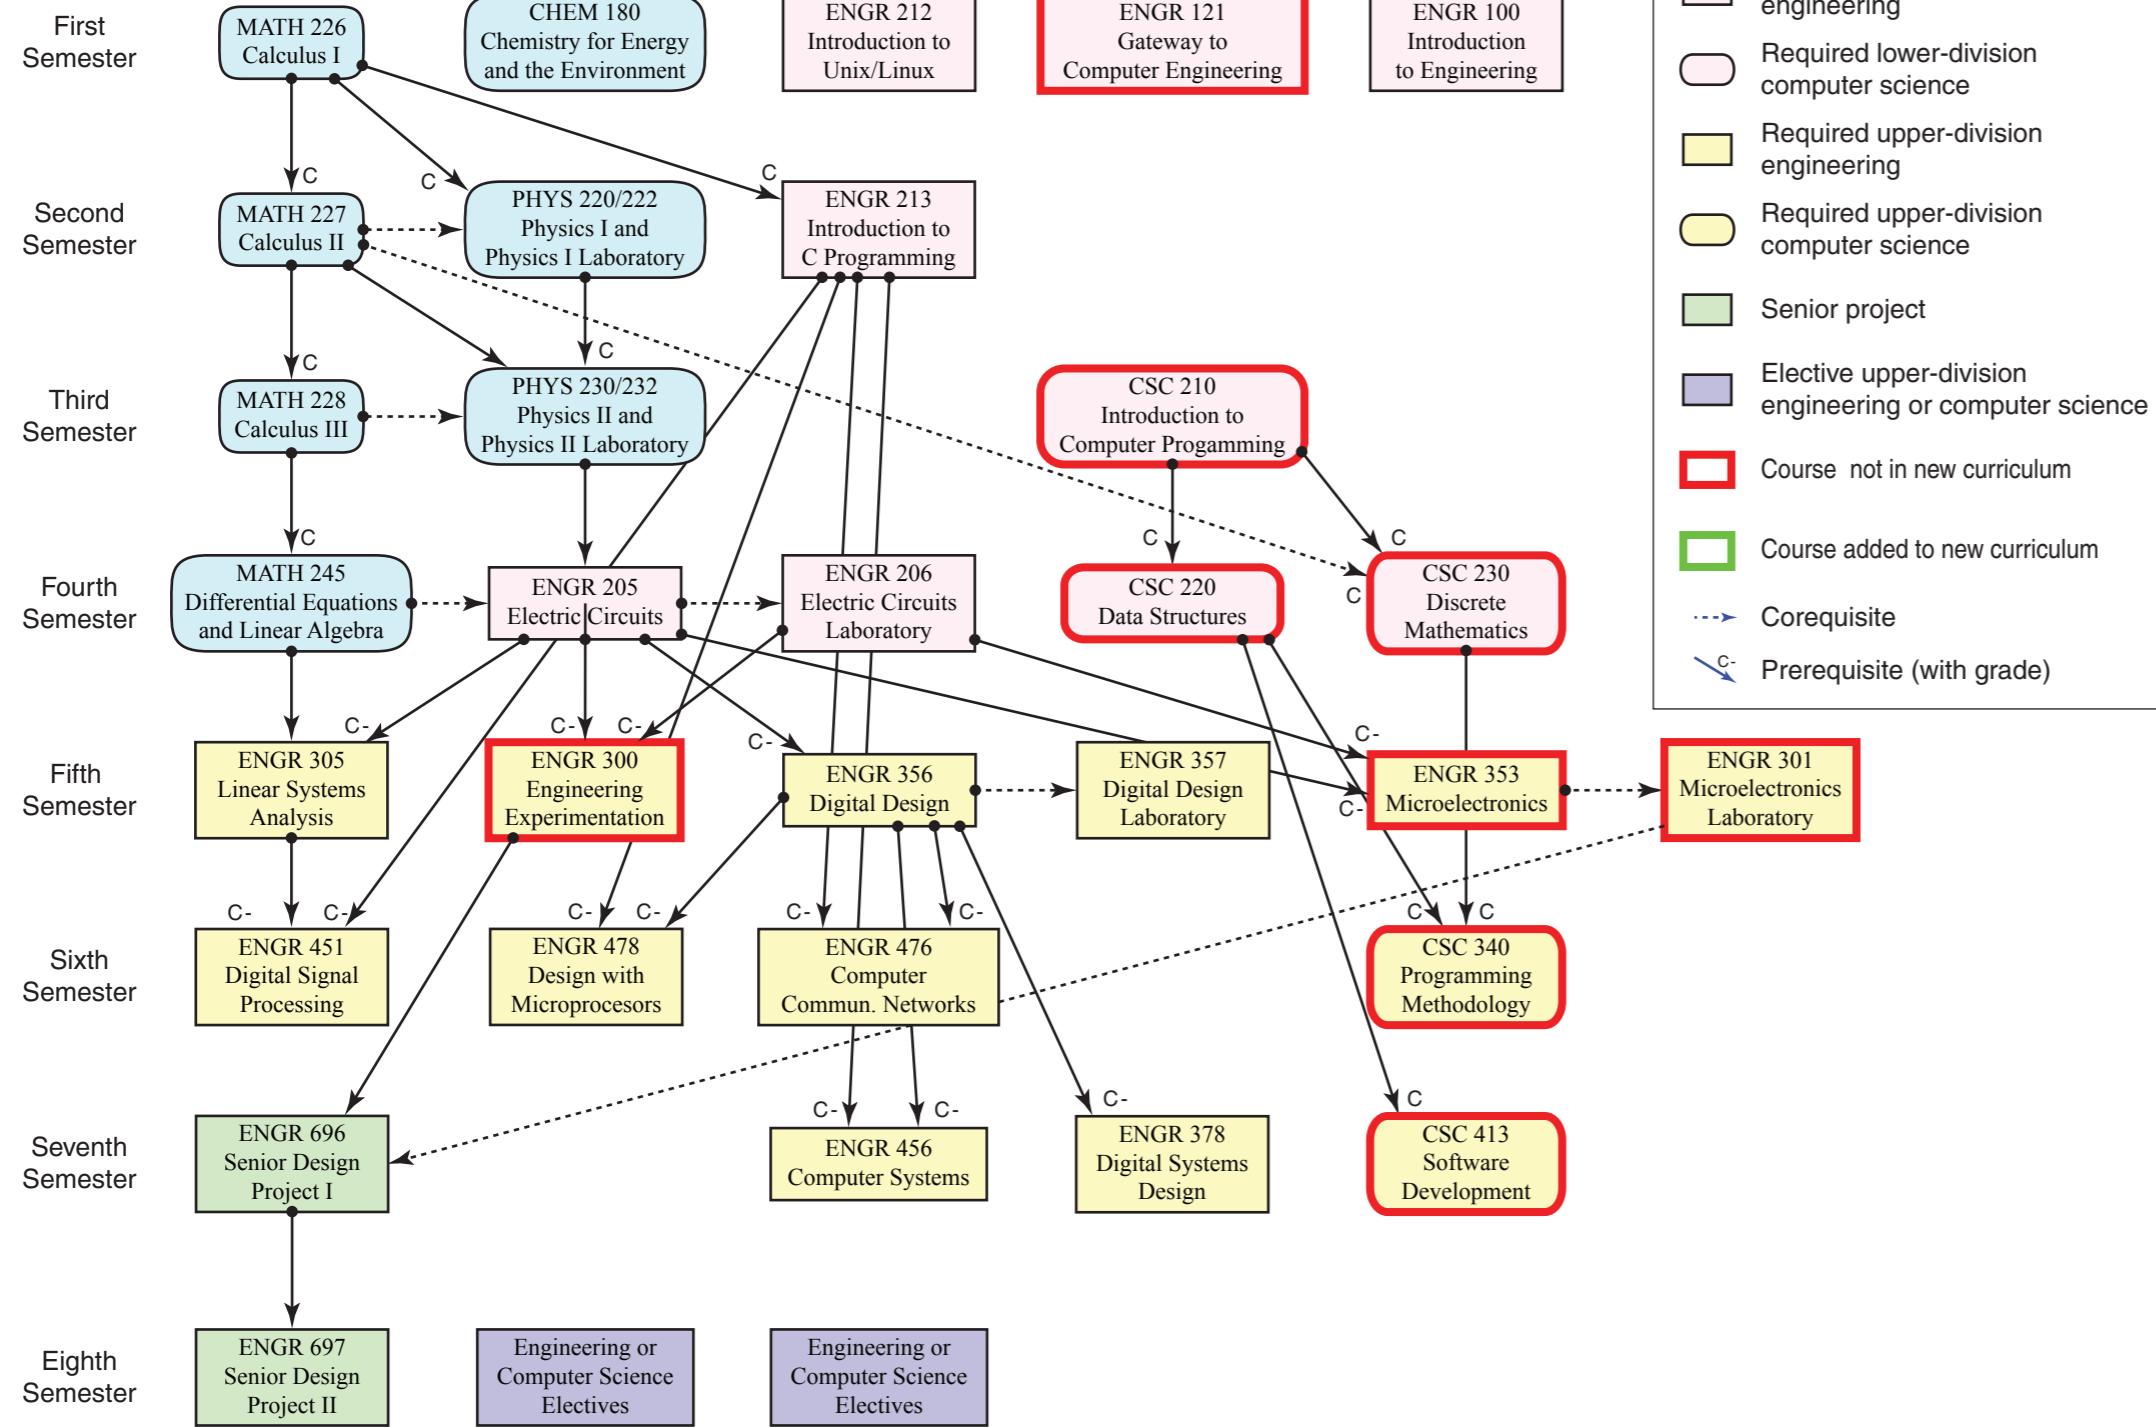 First
Semester
MATH 226
Calculus I
CHEM 180
Chemistry for Energy
and the Environment
ENGR 212
Introduction to
Unix/Linux
ENGR 121
Gateway to
Computer Engineering
ENGR 100
Introduction
to Engineering
C
C
C
Second
Semester
MATH 227
Calculus II
PHYS 220/222
Physics I and
Physics I Laboratory
ENGR 213
Introduction to
C Programming
C
C
Third
Semester
MATH 228
Calculus III
PHYS 230/232
Physics II and
Physics II Laboratory
CSC 210
Introduction to
Computer Progamming
C
C
C
C
Fourth
Semester
MATH 245
Differential Equations
and Linear Algebra
ENGR 205
Electric Circuits
ENGR 206
Electric Circuits
Laboratory
CSC 220
Data Structures
CSC 230
Discrete
Mathematics
C-
C-
C-
C-
C-
C-
Fifth
Semester
ENGR 305
Linear Systems
Analysis
ENGR 300
Engineering
Experimentation
ENGR 356
Digital Design
ENGR 357
Digital Design
Laboratory
ENGR 353
Microelectronics
ENGR 301
Microelectronics
Laboratory
C-
C-
C-
C-
C-
C-
C
C
Sixth
Semester
ENGR 451
Digital Signal
Processing
ENGR 478
Design with
Microprocesors
ENGR 476
Computer
Commun. Networks
CSC 340
Programming
Methodology
C-
C-
C-
C
Seventh
Semester
ENGR 696
Senior Design
Project I
ENGR 456
Computer Systems
ENGR 378
Digital Systems
Design
CSC 413
Software
Development
Eighth
Semester
ENGR 697
Senior Design
Project II
Engineering or
Computer Science
Electives
Engineering or
Computer Science
Electives
engineering
Required lower-division
computer science
Required upper-division
engineering
Required upper-division
computer science
Senior project
Elective upper-division
engineering or computer science
Course not in new curriculum
Course added to new curriculum
Corequisite
C-
Prerequisite (with grade)